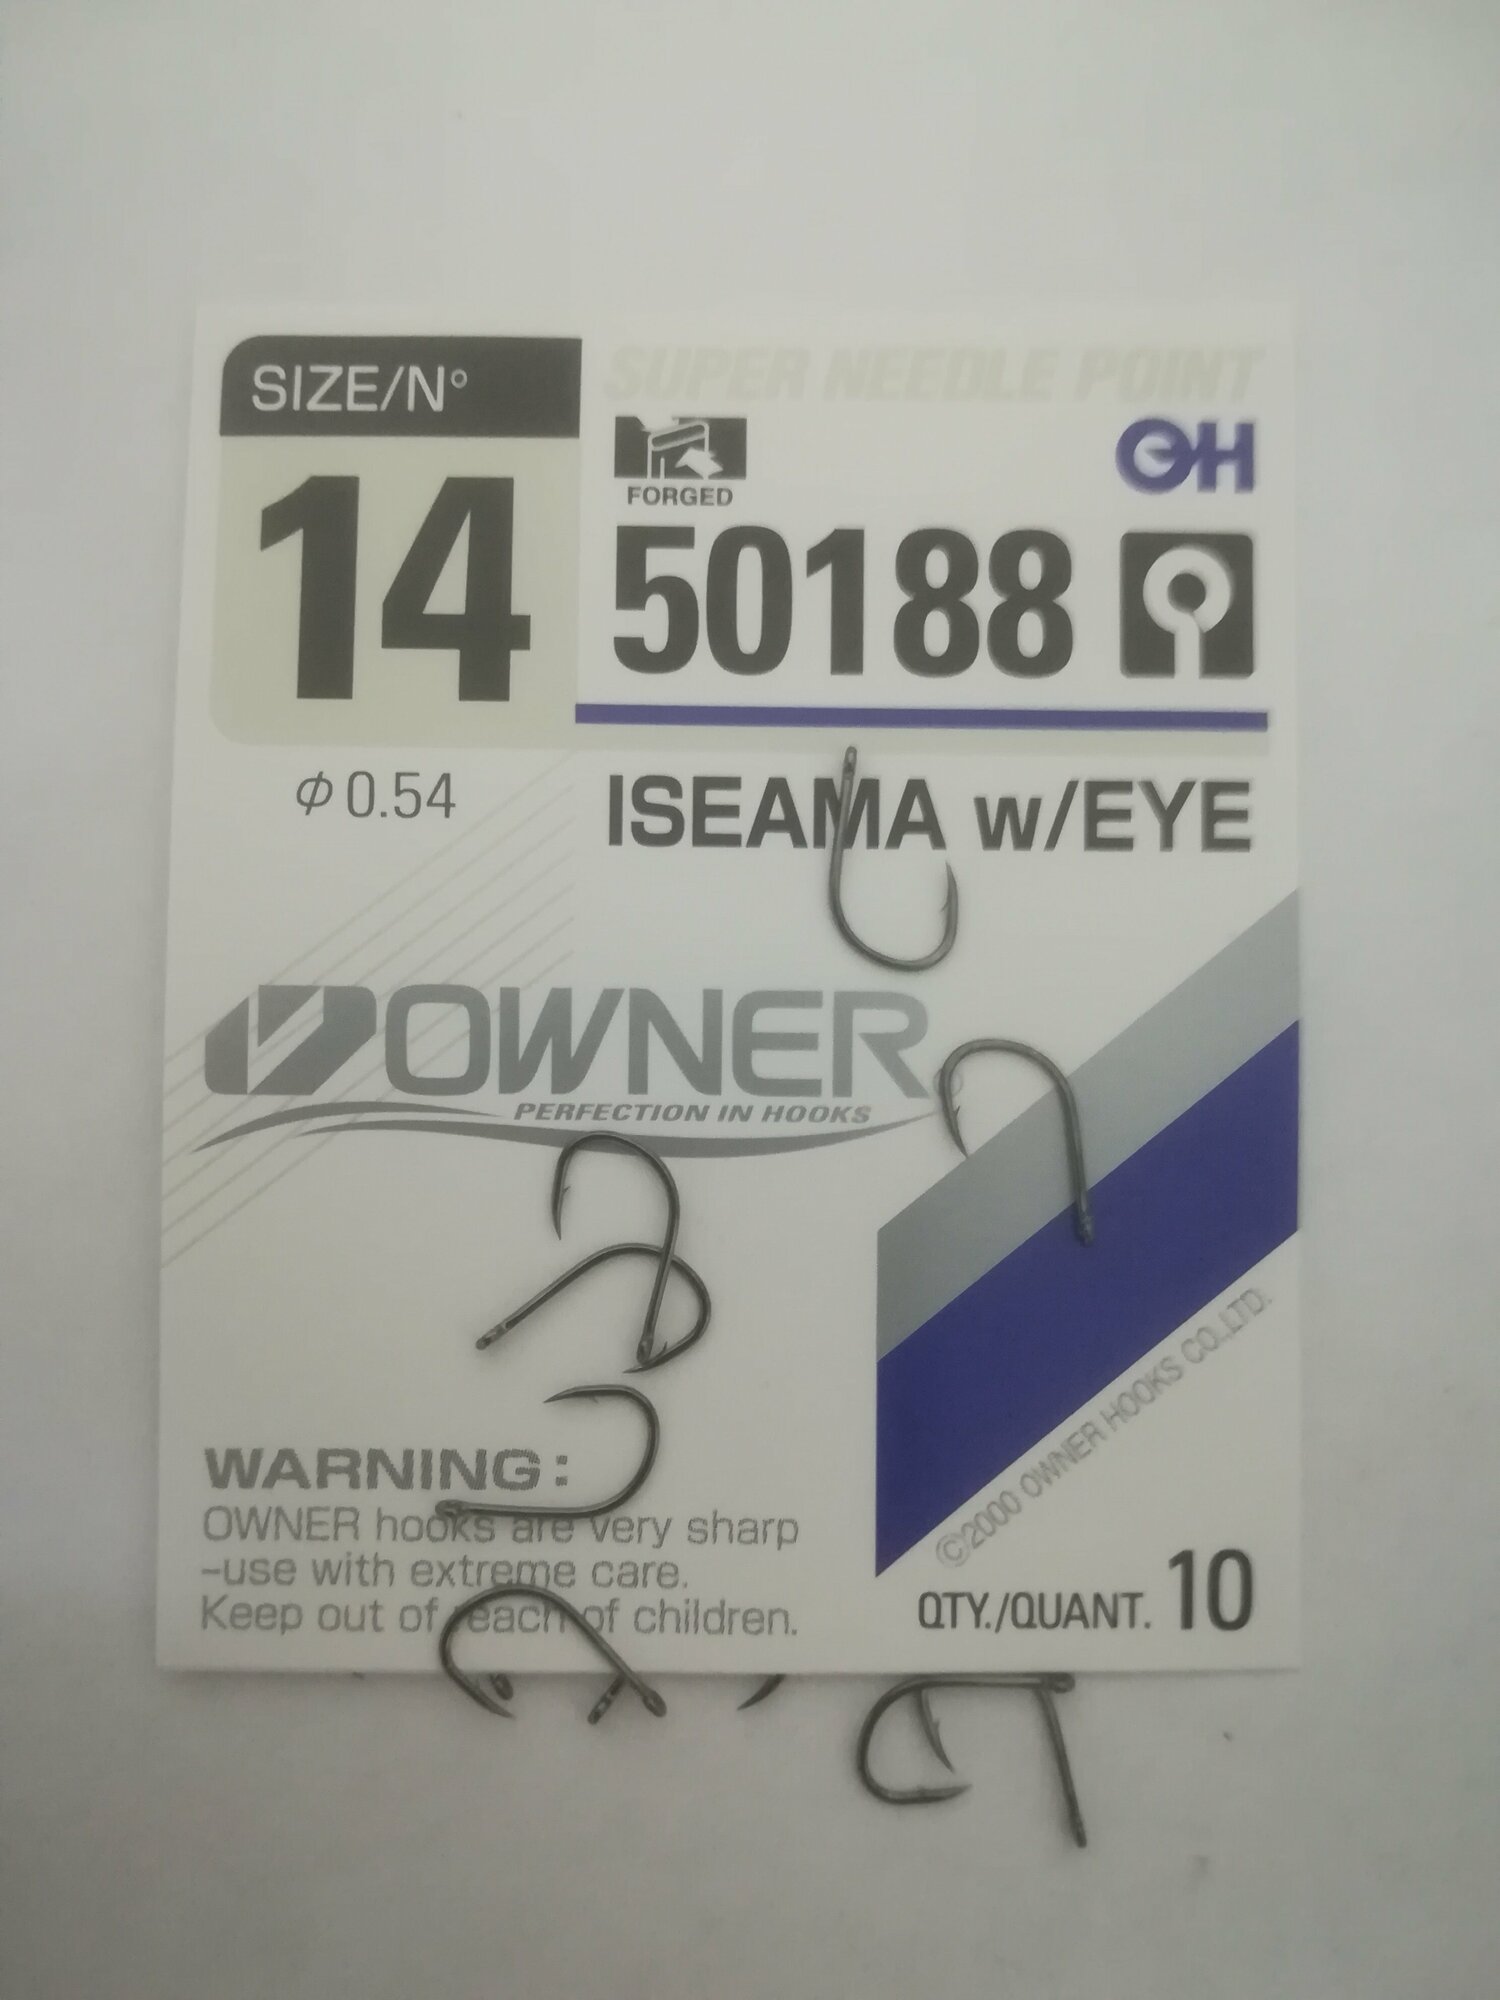 SIZE/N°
14
φ0.54
SUPER NEEDLE POINT
FORGED
OH
50188
ISEAMA w/EYE
OWNER
PERFECTION IN HOOKS
WARNING:
OWNER hooks are very sharp
-use with extreme care.
Keep out of reach of children.
©2000 OWNER HOOKS CO.,LTD.
QTY./QUANT. 10